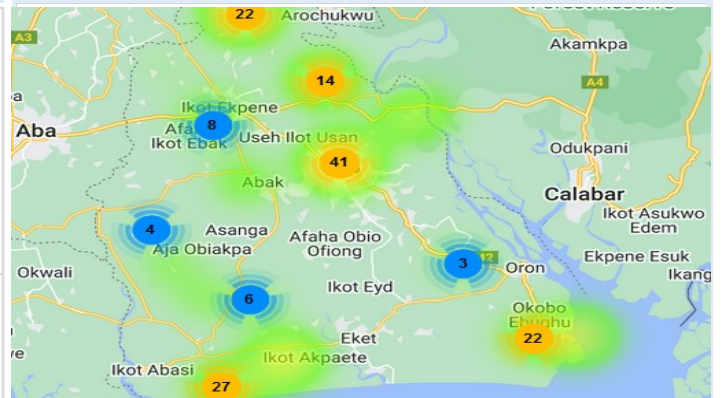 22
Arochukwu
A3
Akamkpa
14
A4
Ikot Ekpene
Aba
8
Useh Ilot Usan
Ikot Ebak
41
Odukpani
Abak
Calabar
4
Asanga
Aja Obiakpa
Afaha Obio
Ofiong
Ikot Asukwo
Edem
Okwali
3
Oron
Ekpene Esuk
Ikang
6
Ikot Eyd
Okobo
Ebughu
22
Eket
Ikot Akpaete
Ikot Abasi
27